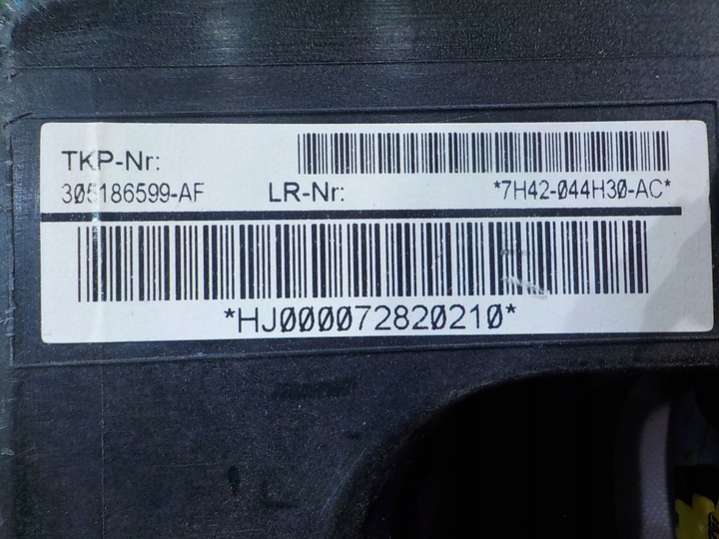 TKP-Nr:
305186599-AF LR-Nr: *7H42-044H30-AC*
*HJ000072820210*